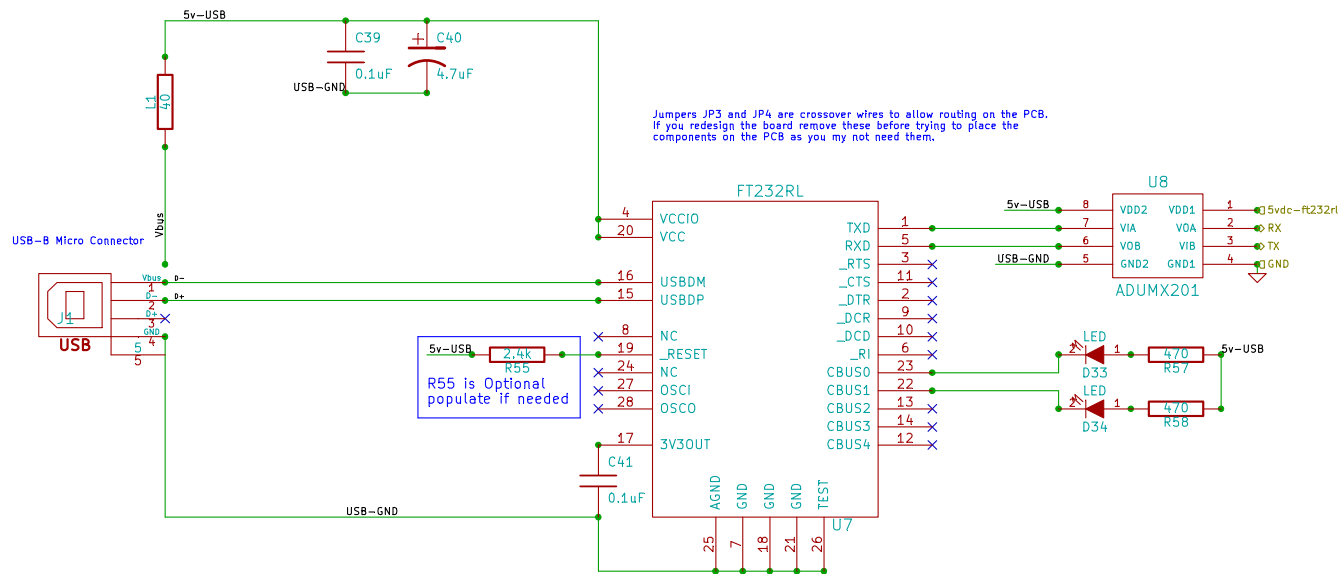 5v-USB
C39
0.1uF
C40
4.7uF
USB-GND
L1
40
Vbus
Jumpers JP3 and JP4 are crossover wires to allow routing on the PCB.
If you redesign the board remove these before trying to place the
components on the PCB as you my not need them.
USB-B Micro Connector
J1
USB
Vbus
1
D-
2
D+
3
GND
4
5
5
D-
D+
FT232RL
4 VCCIO
20 VCC
16 USBDM
15 USBDP
8 NC
19 _RESET
24 NC
27 OSCI
28 OSCO
17 3V3OUT
TXD 1
RXD 5
_RTS 3
_CTS 11
_DTR 2
_DCR 9
_DCD 10
_RI 6
CBUS0 23
CBUS1 22
CBUS2 13
CBUS3 14
CBUS4 12
AGND GND GND GND TEST
25 7 18 21 26
U7
5v-USB
2.4k
R55
R55 is Optional
populate if needed
C41
0.1uF
USB-GND
U8
5v-USB
8 VDD2 VDD1 1 5vdc-ft232rl
7 VIA VOA 2 RX
6 VOB VIB 3 TX
USB-GND
5 GND2 GND1 4 GND
ADUMX201
LED
2 1
D33
470
R57
5v-USB
LED
2 1
D34
470
R58